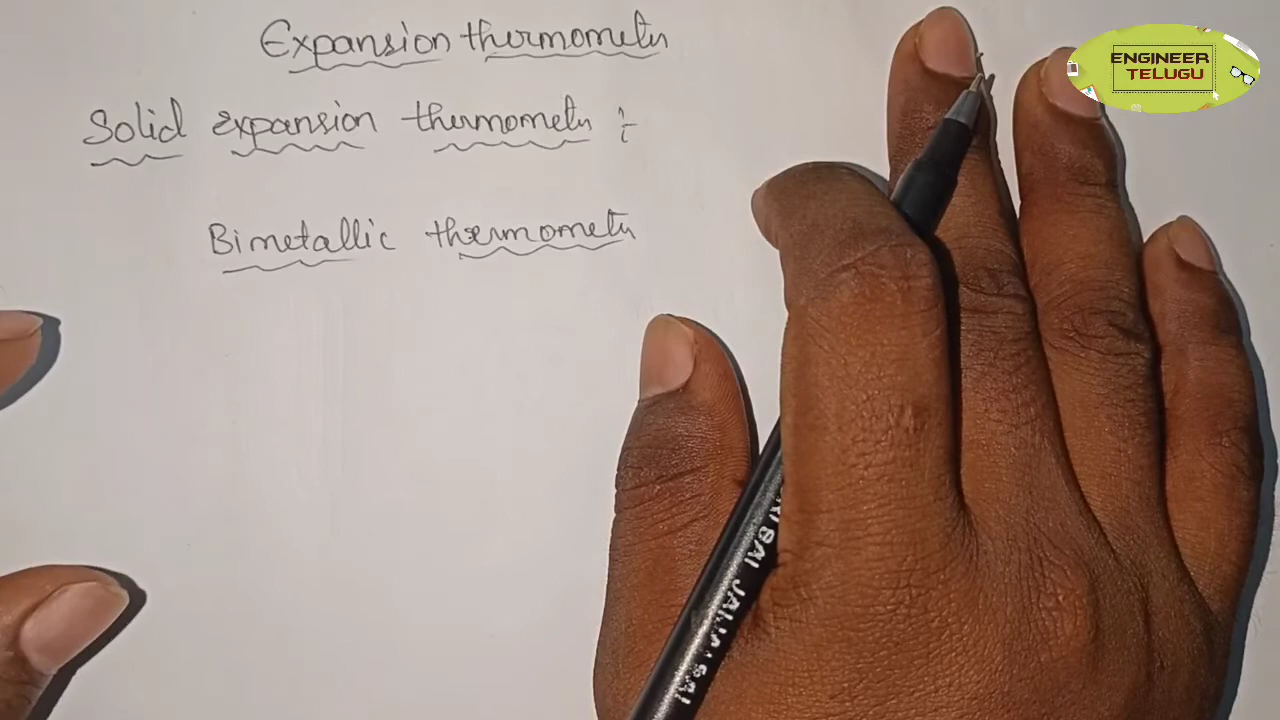 Expansion thermometer
Solid expansion thermometer :-
Bimetallic thermometer
ENGINEER
TELUGU